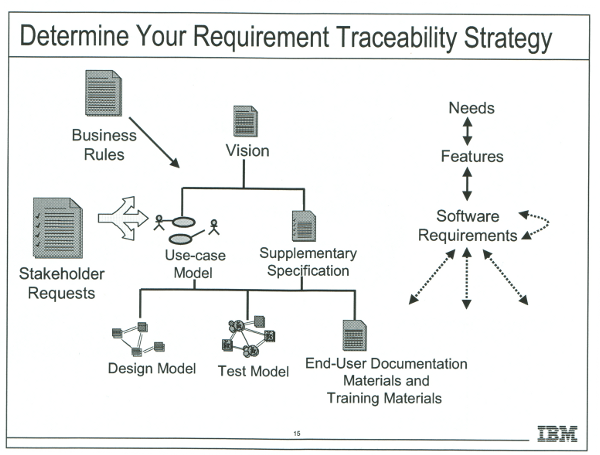 Determine Your Requirement Traceability Strategy
Business
Rules
Vision
Needs
Features
Software
Requirements
Stakeholder
Requests
Use-case
Model
Supplementary
Specification
Design Model
Test Model
End-User Documentation
Materials and
Training Materials
15
IBM